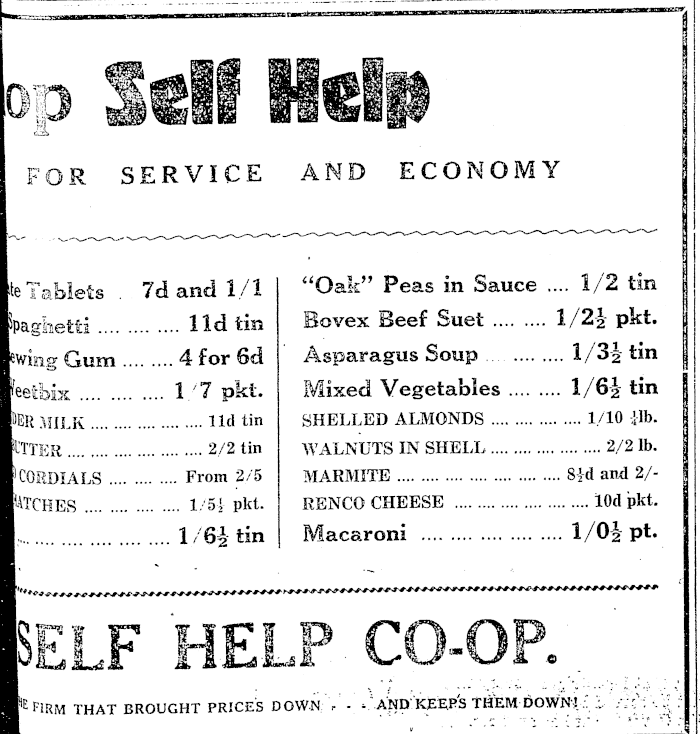 op Self Help
FOR SERVICE AND ECONOMY
te Tablets . 7d and 1/1
Spaghetti .... .... .... 11d tin
ewing Gum .... .... 4 for 6d
Weetbix .... .... .... 1/7 pkt.
DER MILK .... .... .... .... .... 11d tin
UTTER .... .... .... .... .... 2/2 tin
CORDIALS .... .... .... From 2/5
MATCHES .... .... .... .... 1/5½ pkt.
.... .... .... .... .... 1/6½ tin
"Oak" Peas in Sauce .... 1/2 tin
Bovex Beef Suet .... .... 1/2½ pkt.
Asparagus Soup .... .... .... 1/3½ tin
Mixed Vegetables .... .... 1/6½ tin
SHELLED ALMONDS .... .... .... .... 1/10 ½lb.
WALNUTS IN SHELL .... .... .... .... 2/2 lb.
MARMITE .... .... .... .... .... .... 8½d and 2/-
RENCO CHEESE .... .... .... .... .... 10d pkt.
Macaroni .... .... .... .... 1/0½ pt.
SELF HELP CO-OP.
HE FIRM THAT BROUGHT PRICES DOWN - - - AND KEEPS THEM DOWN!